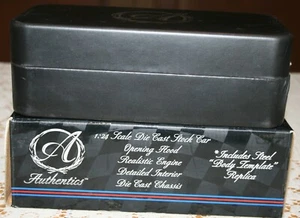 1:24 Scale Die Cast Stock Car
Opening Hood
Realistic Engine
Detailed Interior
Die Cast Chassis
*Includes Steel
"Body Template"
Replica
A
Authentics™